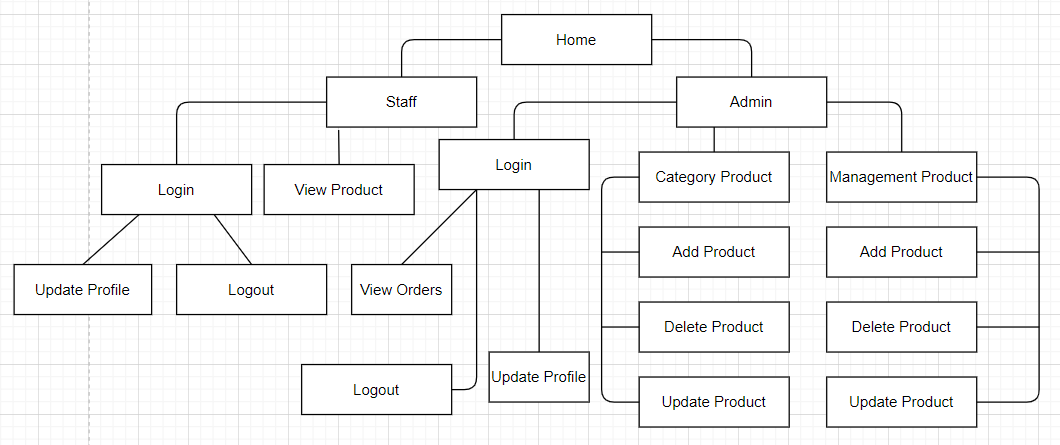 Home
Staff
Admin
Login
View Product
Login
Category Product
Management Product
Update Profile
Logout
View Orders
Add Product
Add Product
Delete Product
Delete Product
Logout
Update Profile
Update Product
Update Product